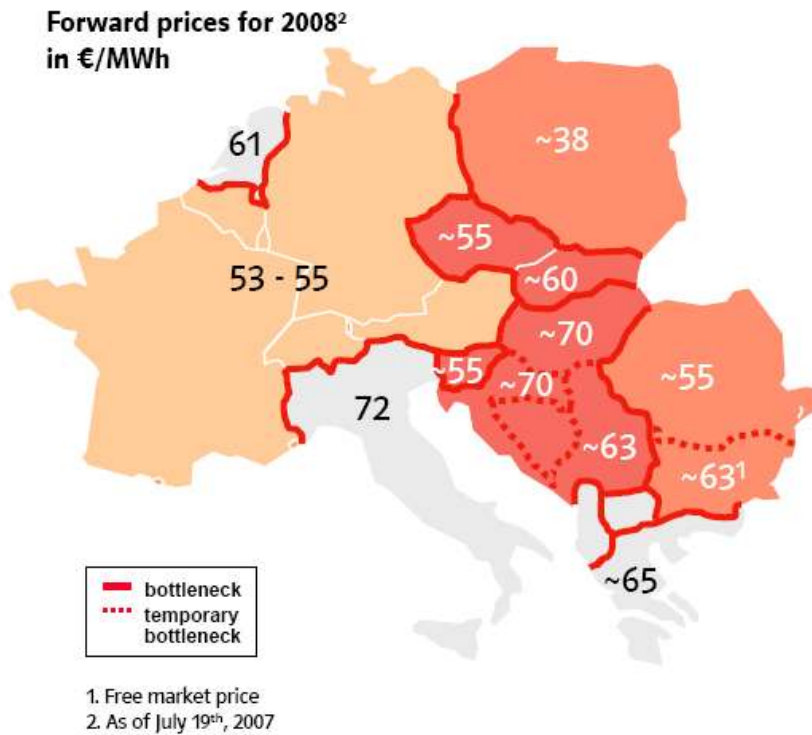 Forward prices for 2008²
in €/MWh
61
~38
~55
53 - 55
~60
~70
~55
~70
~55
72
~63
~63¹
~65
bottleneck
temporary
bottleneck
1. Free market price
2. As of July 19th, 2007